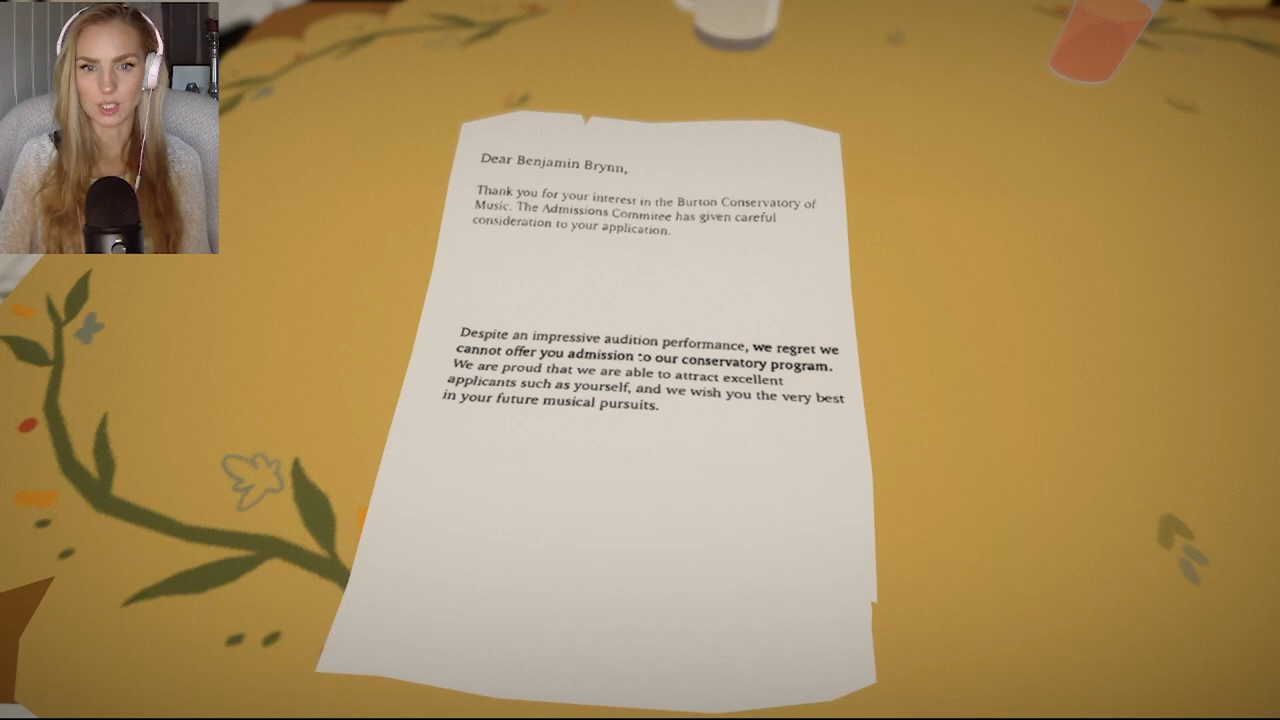 Dear Benjamin Brynn,
Thank you for your interest in the Burton Conservatory of
Music. The Admissions Commitee has given careful
consideration to your application.
Despite an impressive audition performance, we regret we
cannot offer you admission to our conservatory program.
We are proud that we are able to attract excellent
applicants such as yourself, and we wish you the very best
in your future musical pursuits.